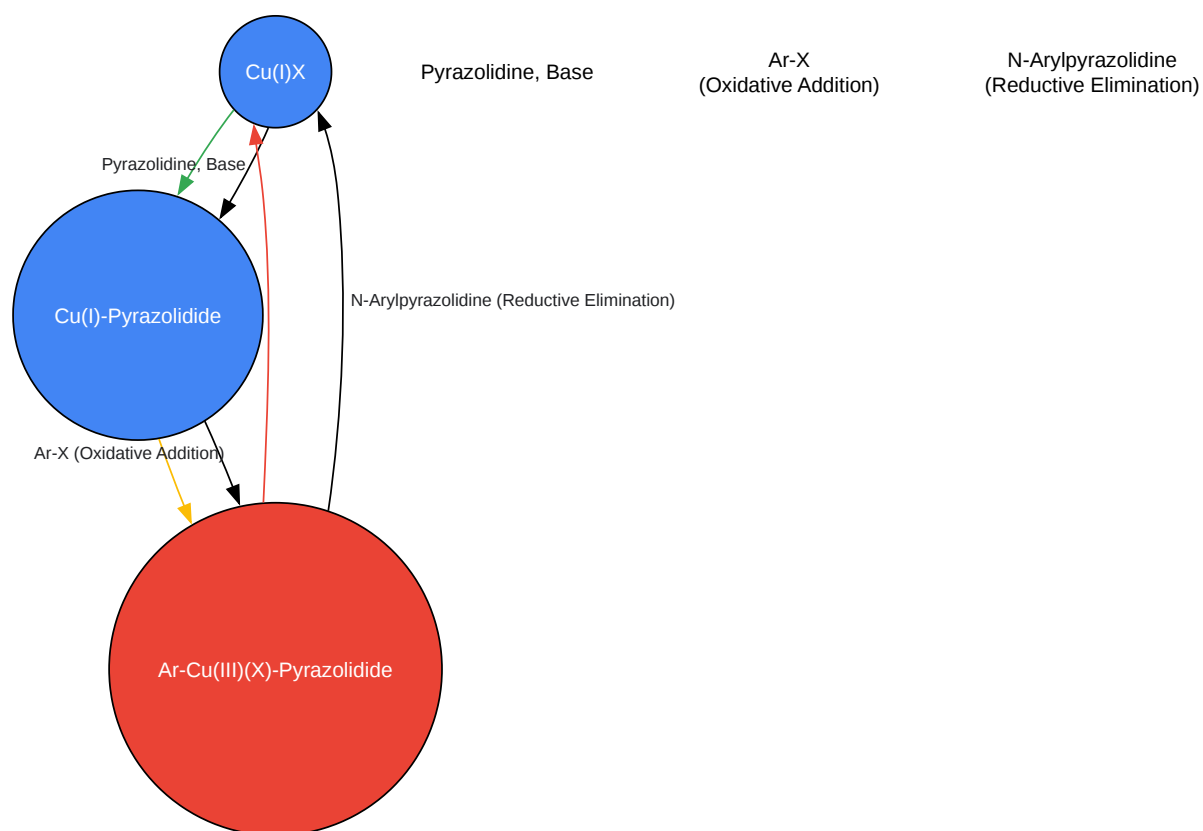 Cu(I)X
Pyrazolidine, Base
Ar-X
(Oxidative Addition)
N-Arylpyrazolidine
(Reductive Elimination)
Pyrazolidine, Base
Cu(I)-Pyrazolidide
N-Arylpyrazolidine (Reductive Elimination)
Ar-X (Oxidative Addition)
Ar-Cu(III)(X)-Pyrazolidide